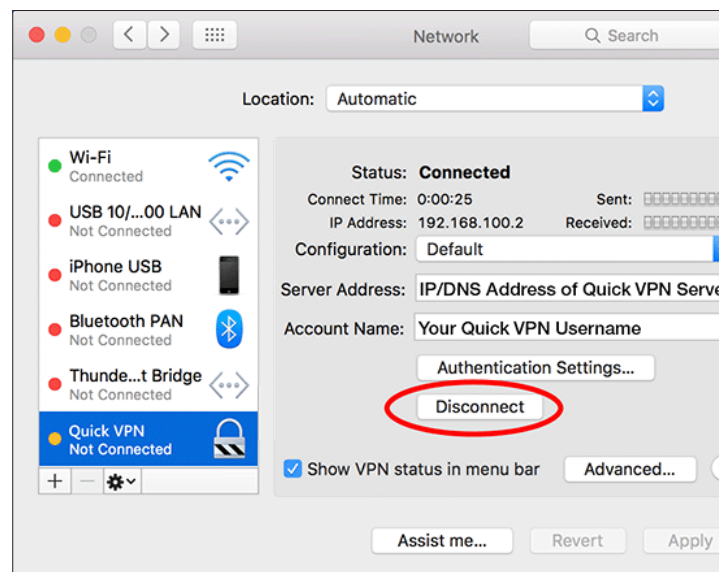 Network
Search
Location: Automatic
Wi-Fi
Connected
USB 10/...00 LAN
Not Connected
iPhone USB
Not Connected
Bluetooth PAN
Not Connected
Thunde...t Bridge
Not Connected
Quick VPN
Not Connected
Status: Connected
Connect Time: 0:00:25 Sent:
IP Address: 192.168.100.2 Received:
Configuration: Default
Server Address: IP/DNS Address of Quick VPN Serve
Account Name: Your Quick VPN Username
Authentication Settings...
Disconnect
Show VPN status in menu bar Advanced...
Assist me... Revert Apply